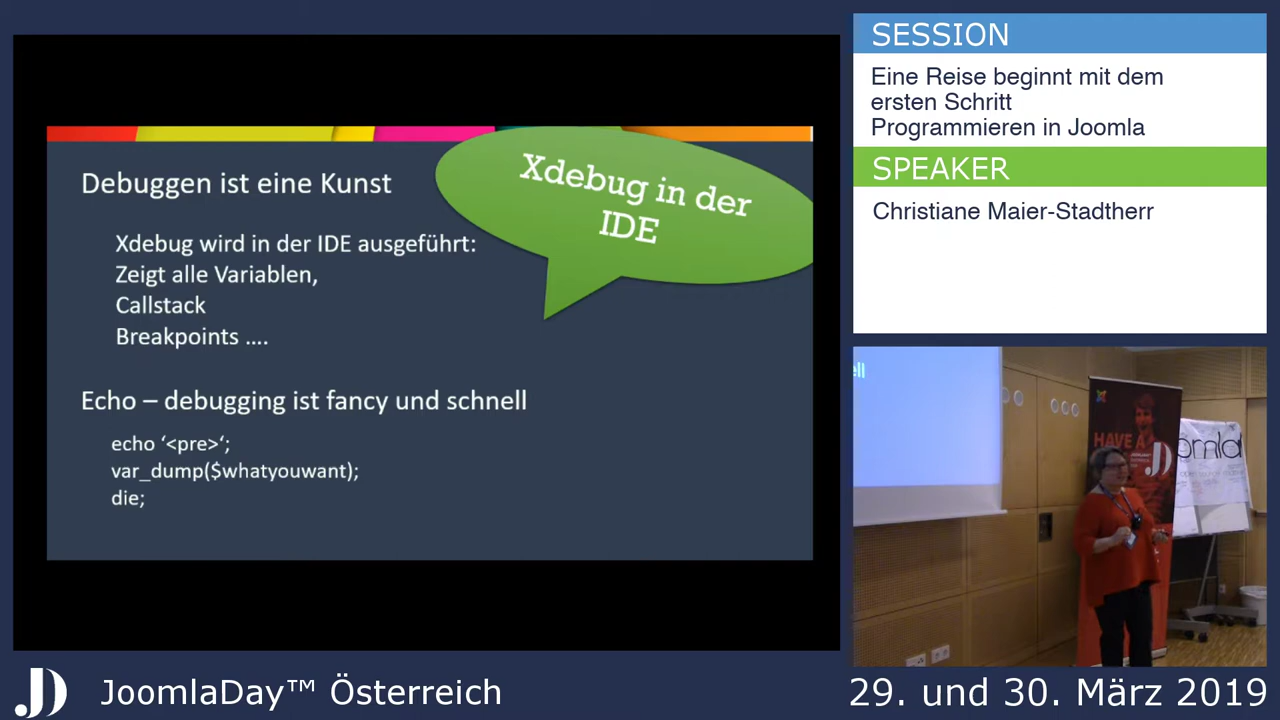 Debuggen ist eine Kunst
Xdebug in der
IDE
Xdebug wird in der IDE ausgeführt:
Zeigt alle Variablen,
Callstack
Breakpoints ....
Echo – debugging ist fancy und schnell
echo ‘<pre>‘;
var_dump($whatyouwant);
die;
SESSION
Eine Reise beginnt mit dem
ersten Schritt
Programmieren in Joomla
SPEAKER
Christiane Maier-Stadtherr
ell
HAVE A
JD
JoomlaDay™ Österreich
29. und 30. März 2019